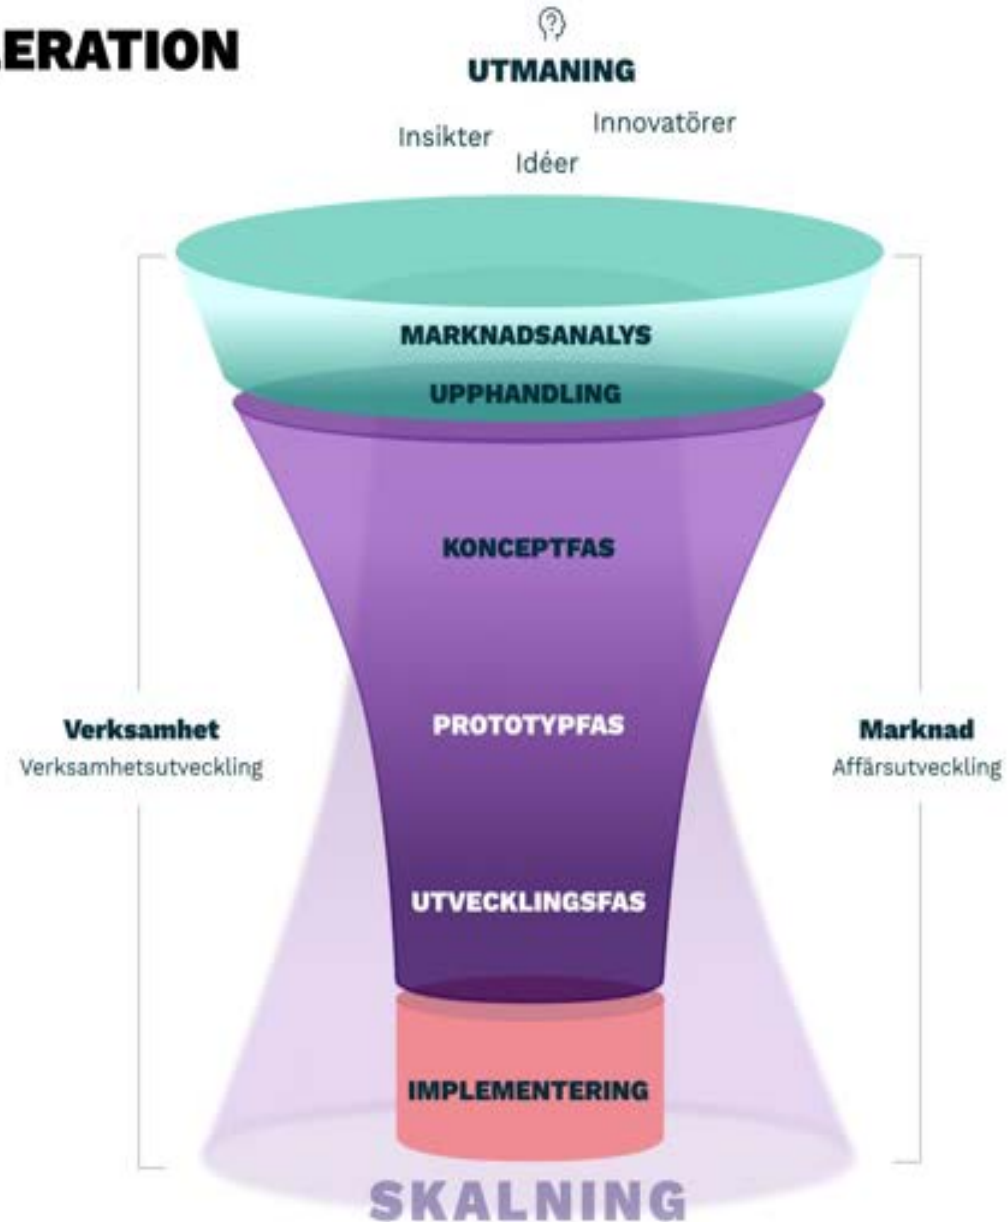 ERATION
UTMANING
Insikter
Innovatörer
Idéer
MARKNADSANALYS
UPPHANDLING
KONCEPTFAS
PROTOTYPFAS
Verksamhet
Verksamhetsutveckling
Marknad
Affärsutveckling
UTVECKLINGSFAS
IMPLEMENTERING
SKALNING